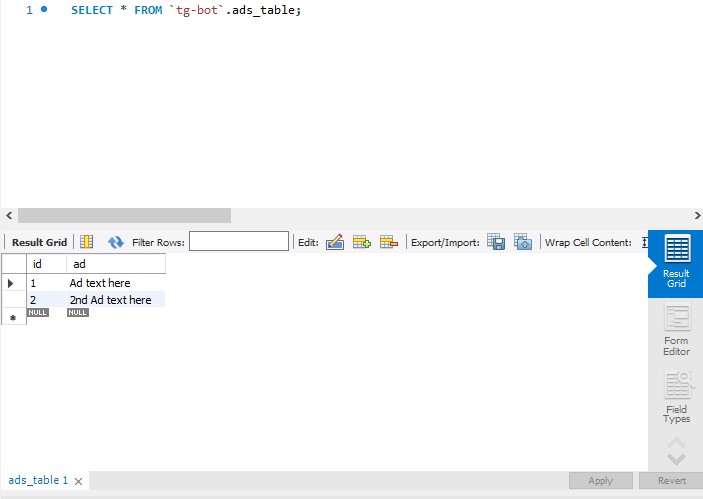 1 SELECT * FROM `tg-bot`.ads_table;
Result Grid Filter Rows: Edit: Export/Import: Wrap Cell Content:
id ad
1 Ad text here
2 2nd Ad text here
NULL NULL
Result
Grid
Form
Editor
Field
Types
ads_table 1 Apply Revert